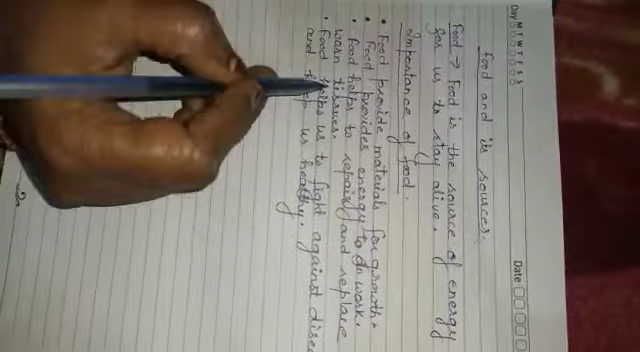 Day M T W T F S S
Date
Food and its sources.
Food → Food is the source of energy
for us to stay alive.
Importance of food.
• Food provide materials for growth.
• Food provides energy to do work.
• Food helps to repair and replace
worn tissues.
• Food helps us to fight against
and us healthy.